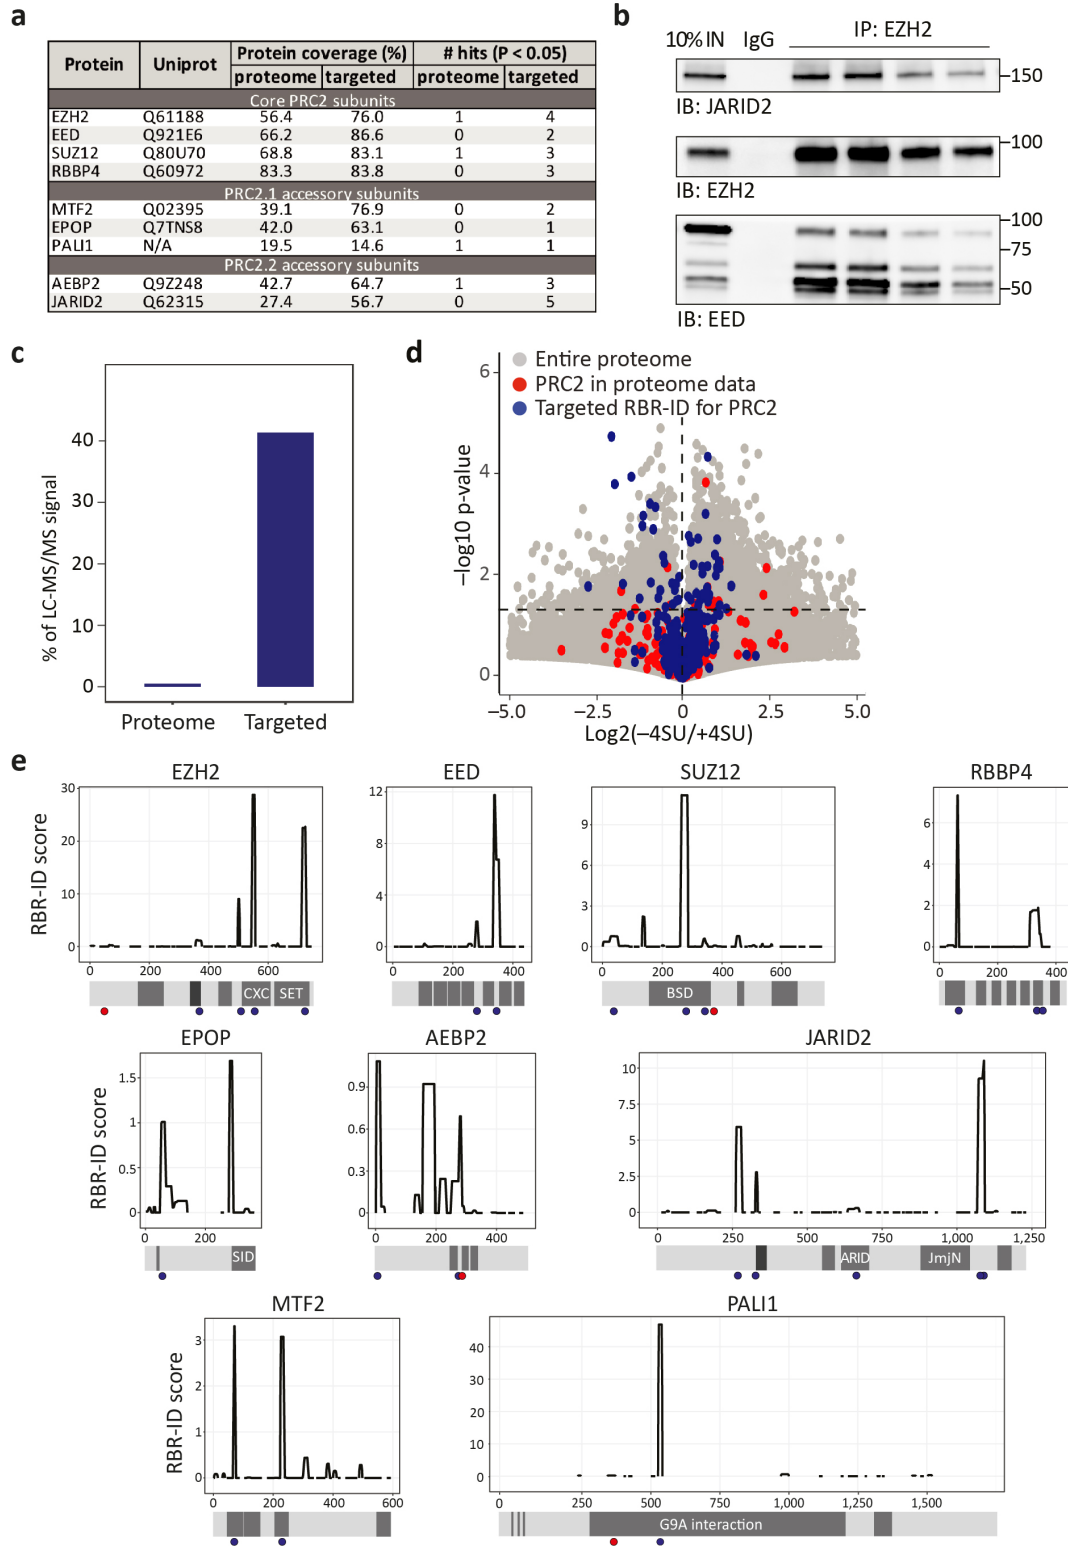 a
Protein Uniprot Protein coverage (%) # hits (P < 0.05)
proteome targeted proteome targeted
Core PRC2 subunits
EZH2 Q61188 56.4 76.0 1 4
EED Q921E6 66.2 86.6 0 2
SUZ12 Q80U70 68.8 83.1 1 3
RBBP4 Q60972 83.3 83.8 0 3
PRC2.1 accessory subunits
MTF2 Q02395 39.1 76.9 0 2
EPOP Q7TNS8 42.0 63.1 0 1
PALI1 N/A 19.5 14.6 1 1
PRC2.2 accessory subunits
AEBP2 Q9Z248 42.7 64.7 1 3
JARID2 Q62315 27.4 56.7 0 5
b
10% IN IgG IP: EZH2
150
IB: JARID2
100
IB: EZH2
100
75
50
IB: EED
c
% of LC-MS/MS signal
40
30
20
10
0
Proteome Targeted
d
Entire proteome
PRC2 in proteome data
Targeted RBR-ID for PRC2
−log10 p-value
6
4
2
0
−5.0 −2.5 0 2.5 5.0
Log2(−4SU/+4SU)
e
EZH2
RBR-ID score
30
20
10
0
0 200 400 600
CXC SET
EED
12
8
4
0
0 200 400
SUZ12
9
6
3
0
0 200 400 600
BSD
RBBP4
6
4
2
0
0 200 400
EPOP
RBR-ID score
1.5
1
0.5
0
0 200
SID
AEBP2
0.9
0.6
0.3
0
0 200 400
JARID2
10
7.5
5
2.5
0
0 250 500 750 1,000 1,250
ARID JmjN
MTF2
RBR-ID score
3
2
1
0
0 200 400 600
PALI1
40
30
20
10
0
0 250 500 750 1,000 1,250 1,500
G9A interaction